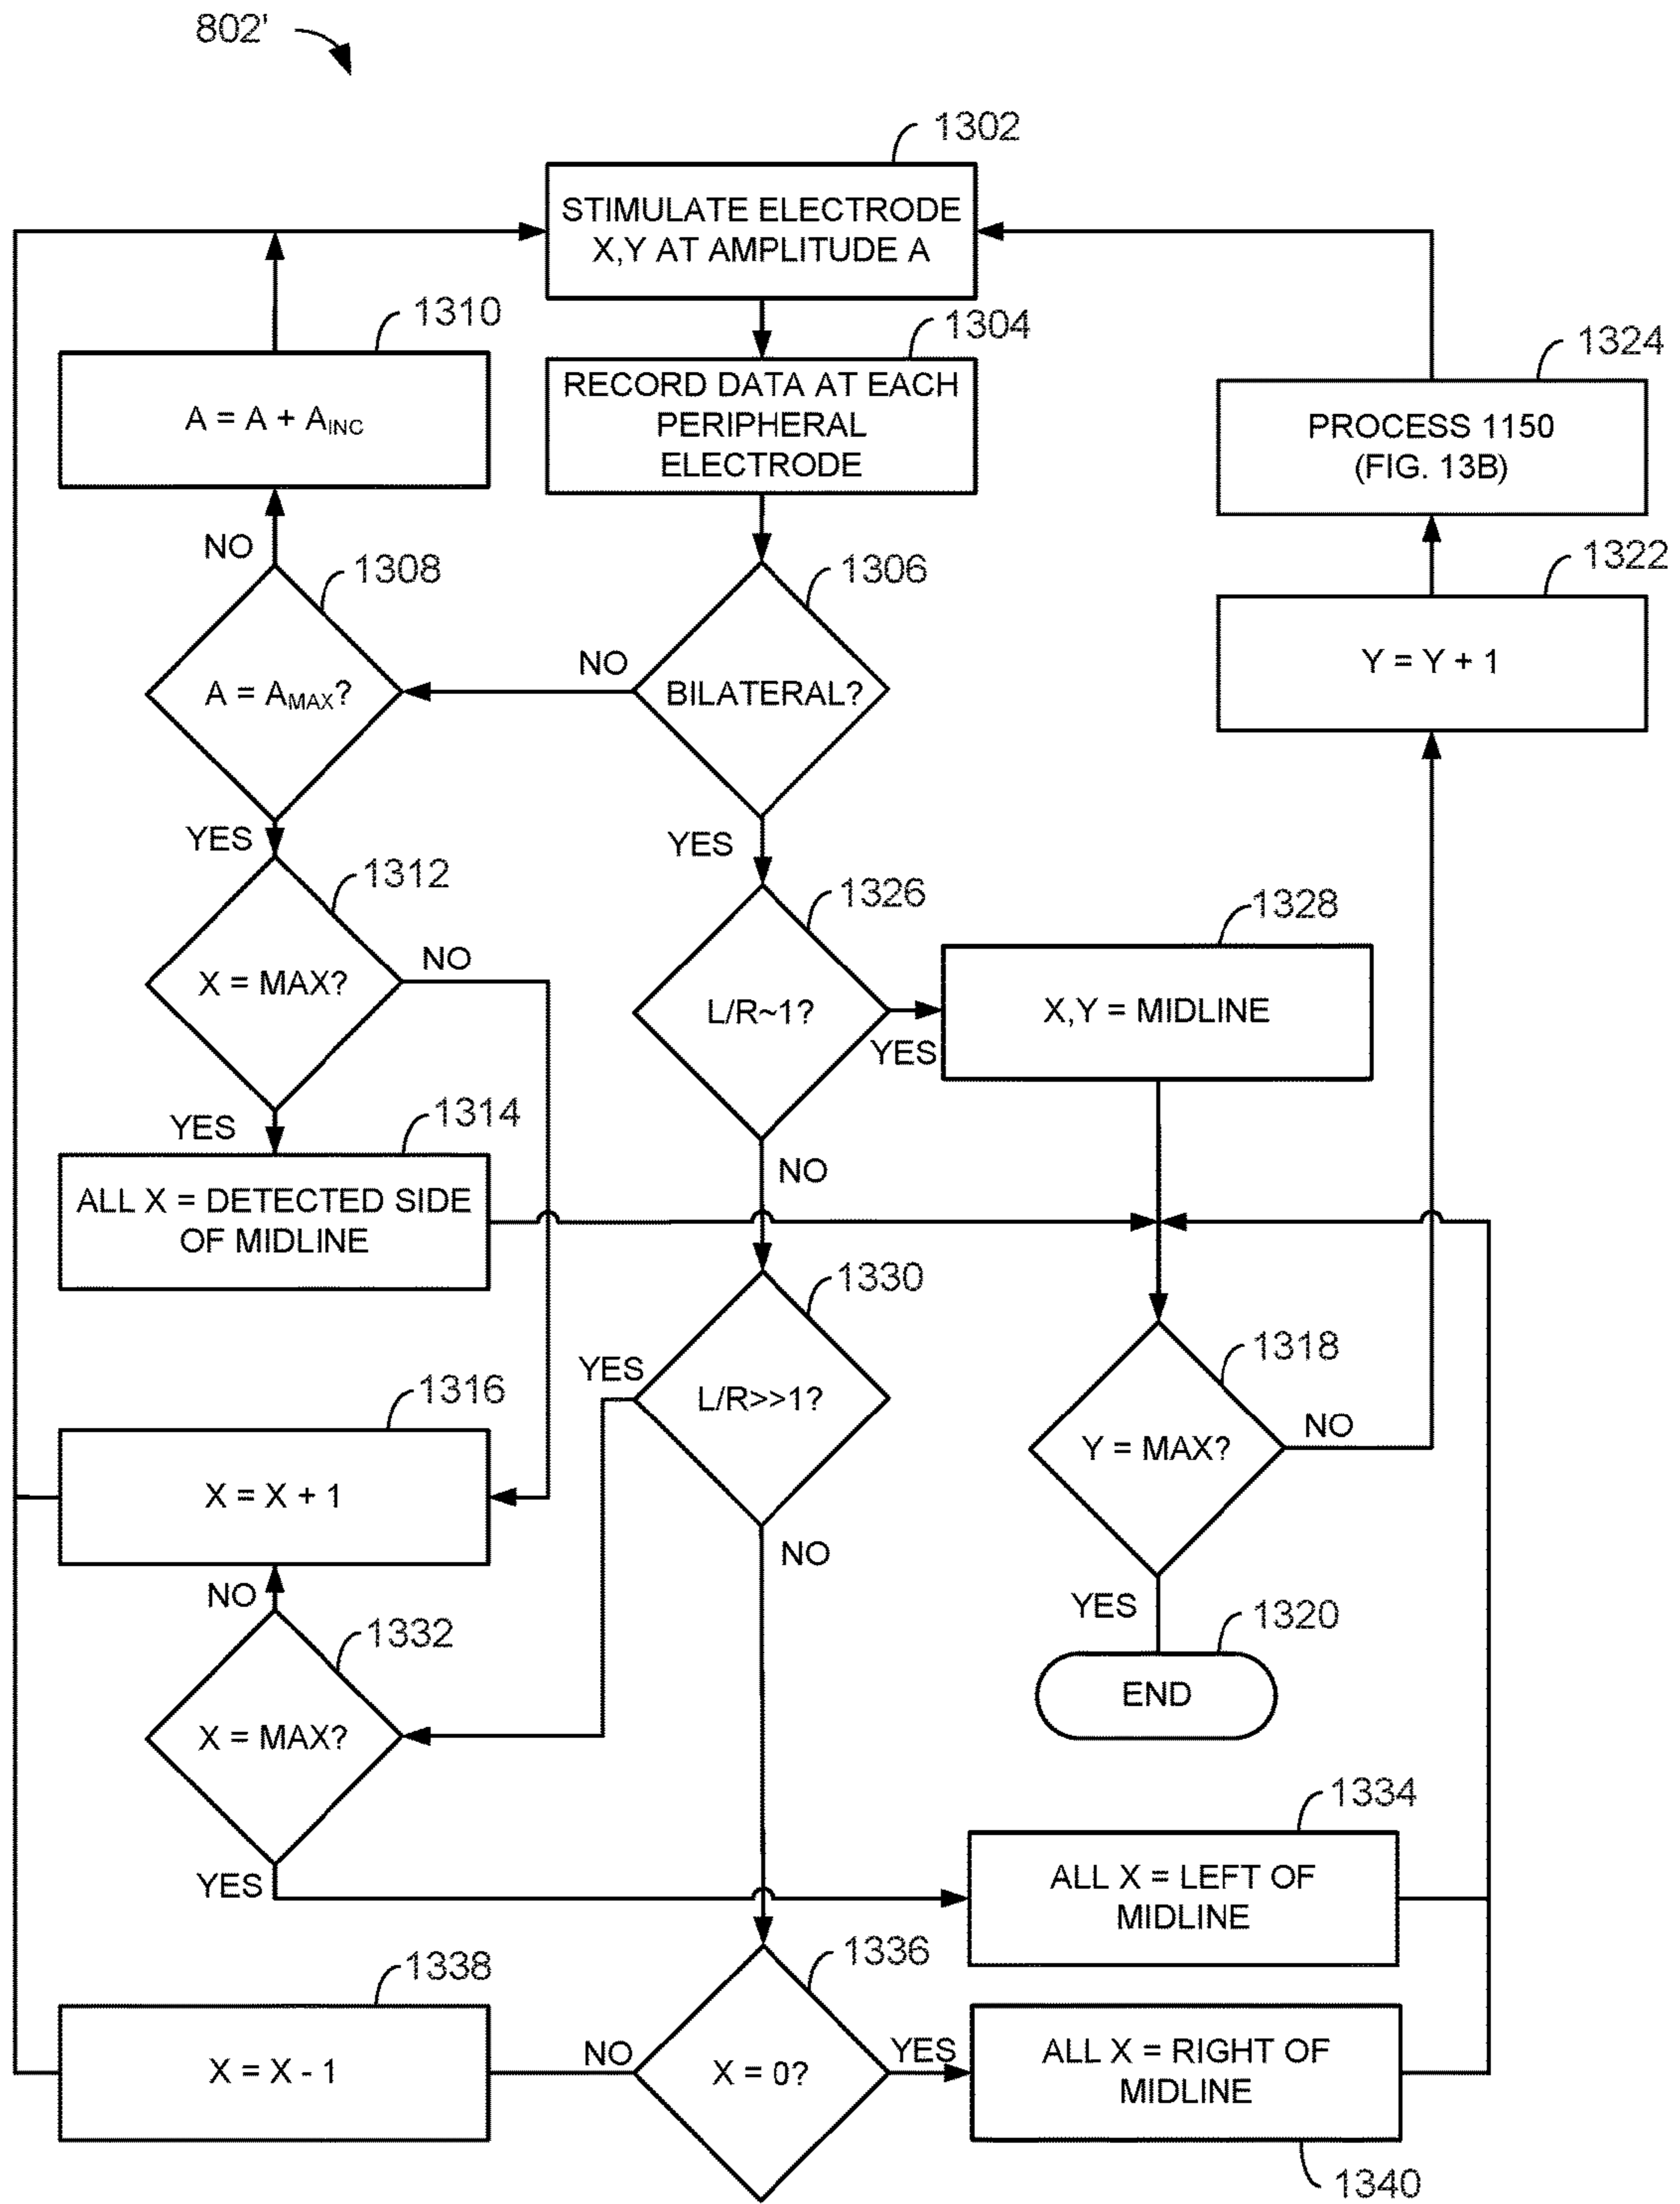 802'
1302
STIMULATE ELECTRODE
X,Y AT AMPLITUDE A
1310
A = A + AINC
1304
RECORD DATA AT EACH
PERIPHERAL
ELECTRODE
1324
PROCESS 1150
(FIG. 13B)
NO
1308
A = AMAX?
YES
1306
BILATERAL?
NO
YES
1322
Y = Y + 1
1312
X = MAX?
NO
YES
1326
L/R~1?
YES
NO
1328
X,Y = MIDLINE
1314
ALL X = DETECTED SIDE
OF MIDLINE
1330
L/R>>1?
YES
NO
1318
Y = MAX?
NO
YES
1316
X = X + 1
NO
1332
X = MAX?
YES
1320
END
1334
ALL X = LEFT OF
MIDLINE
1338
X = X - 1
1336
X = 0?
NO
YES
ALL X = RIGHT OF
MIDLINE
1340